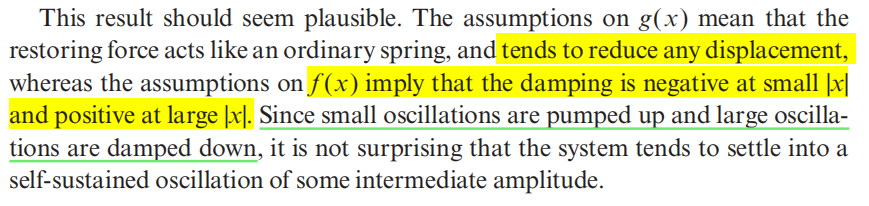 This result should seem plausible. The assumptions on g(x) mean that the
restoring force acts like an ordinary spring, and tends to reduce any displacement,
whereas the assumptions on f(x) imply that the damping is negative at small |x|
and positive at large |x|. Since small oscillations are pumped up and large oscilla-
tions are damped down, it is not surprising that the system tends to settle into a
self-sustained oscillation of some intermediate amplitude.